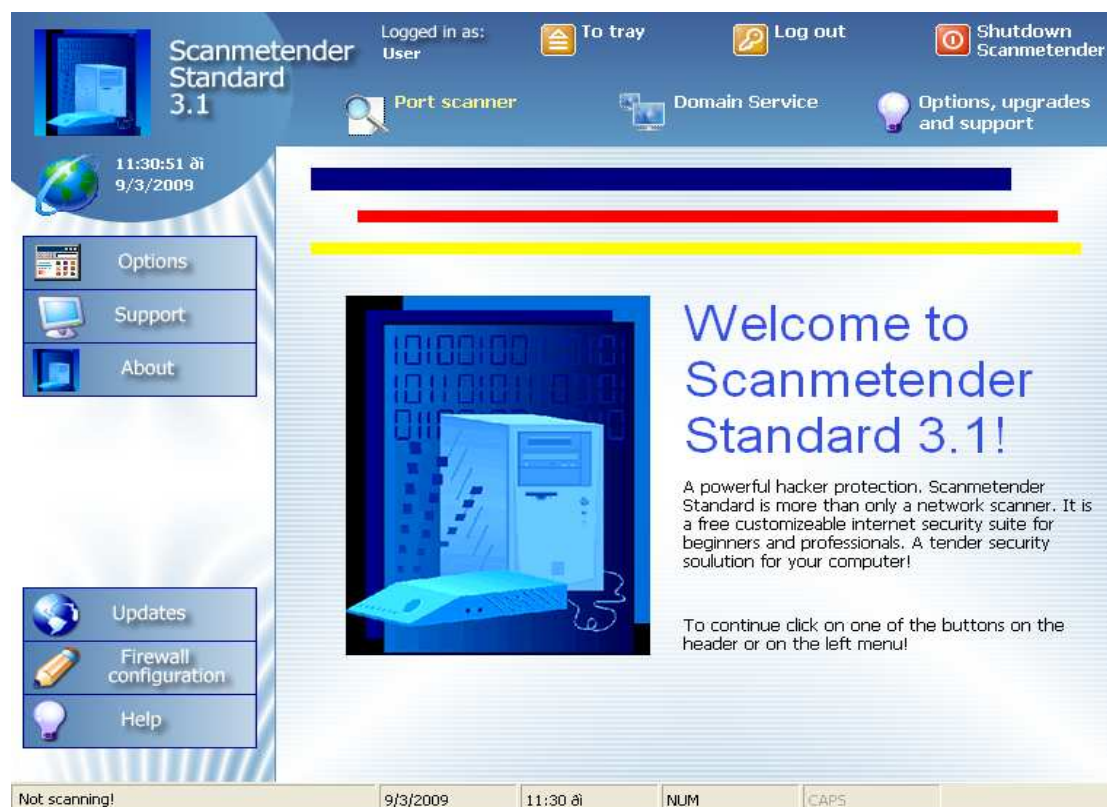 Scanmetender
Standard
3.1
Logged in as:
User
To tray
Log out
Shutdown
Scanmetender
Port scanner
Domain Service
Options, upgrades
and support
11:30:51 ðì
9/3/2009
Options
Support
About
Updates
Firewall
configuration
Help
Welcome to
Scanmetender
Standard 3.1!
A powerful hacker protection. Scanmetender
Standard is more than only a network scanner. It is
a free customizeable internet security suite for
beginners and professionals. A tender security
soulution for your computer!
To continue click on one of the buttons on the
header or on the left menu!
Not scanning!
9/3/2009
11:30 ðì
NUM
CAPS